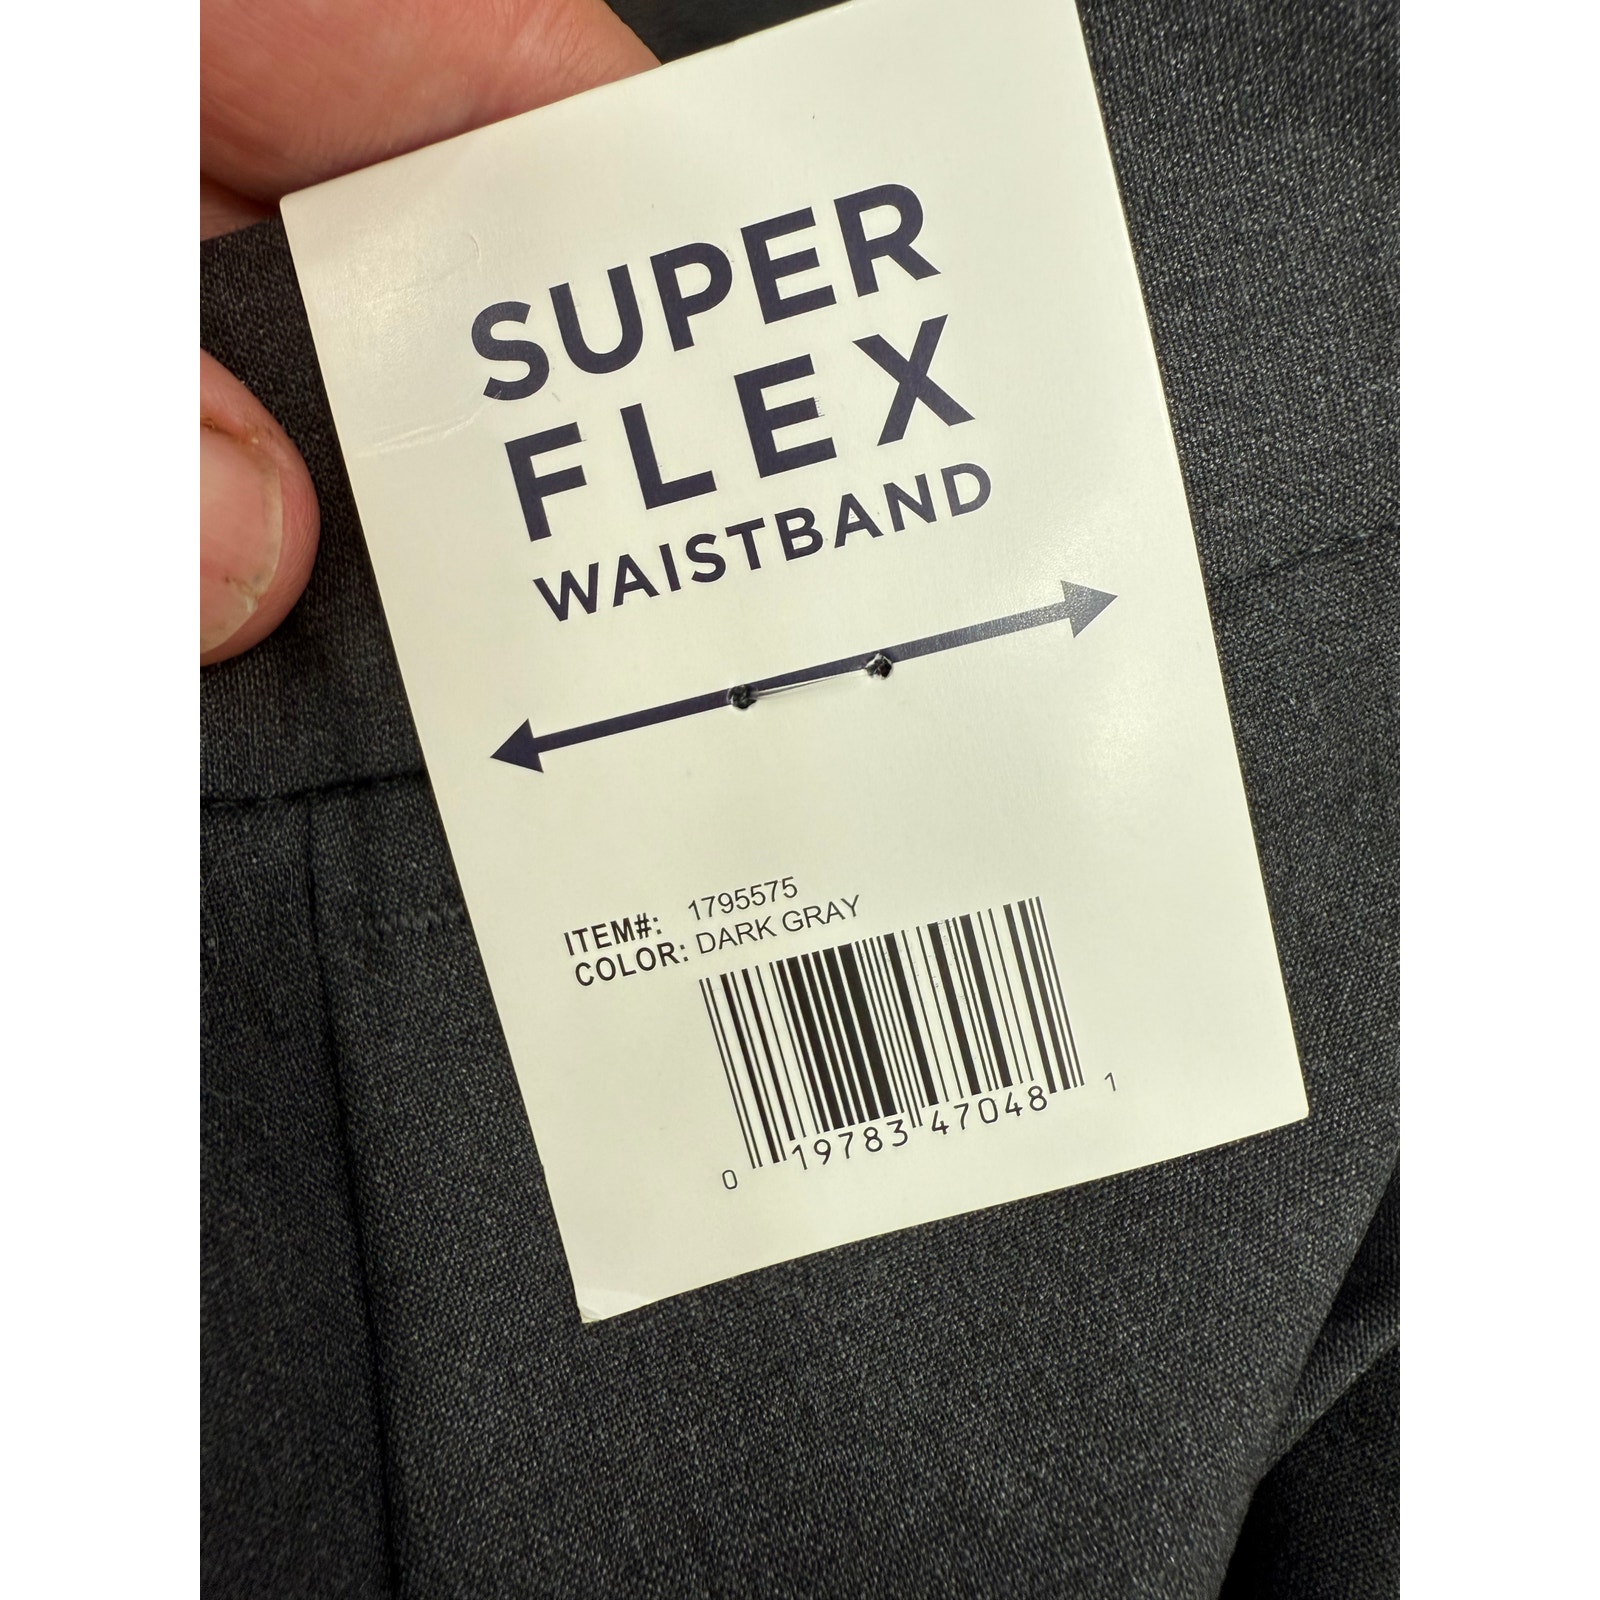 SUPER
FLEX
WAISTBAND
ITEM#: 1795575
COLOR: DARK GRAY
0 19783 47048 1